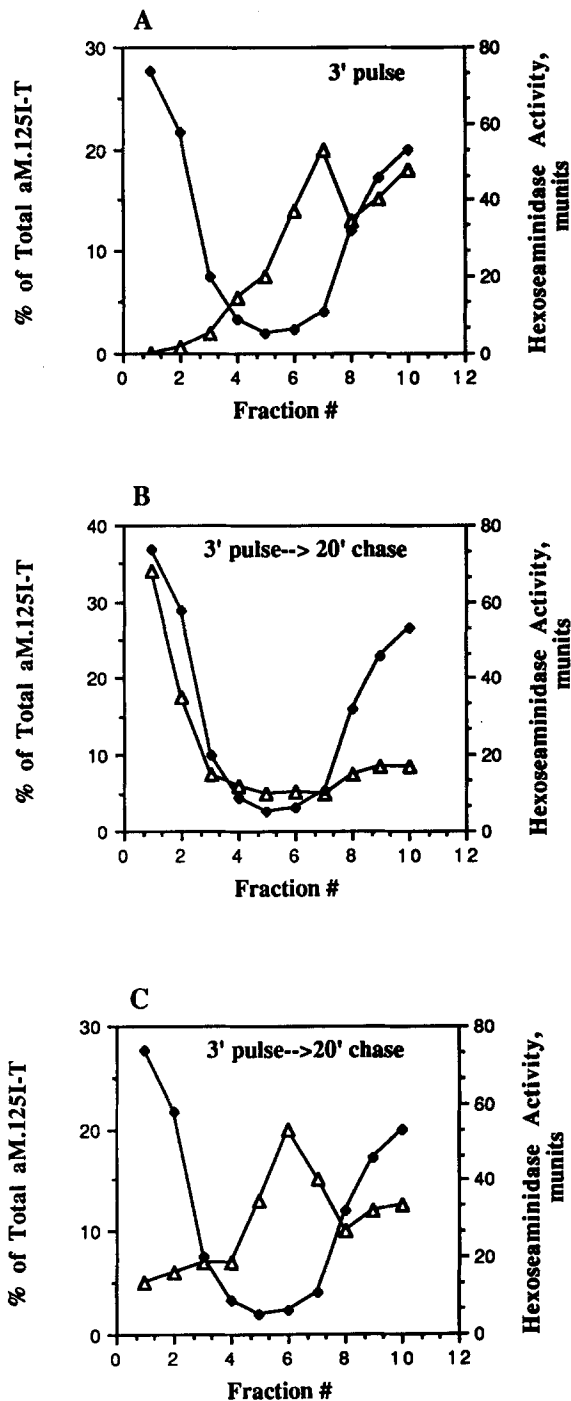 A
3' pulse
% of Total aM.125I-T
Hexoseaminidase Activity,
munits
30
20
10
0
80
60
40
20
0
0 2 4 6 8 10 12
Fraction #
B
3' pulse--> 20' chase
% of Total aM.125I-T
Hexoseaminidase Activity,
munits
40
30
20
10
0
80
60
40
20
0
0 2 4 6 8 10 12
Fraction #
C
3' pulse-->20' chase
% of Total aM.125I-T
Hexoseaminidase Activity,
munits
30
20
10
0
80
60
40
20
0
0 2 4 6 8 10 12
Fraction #